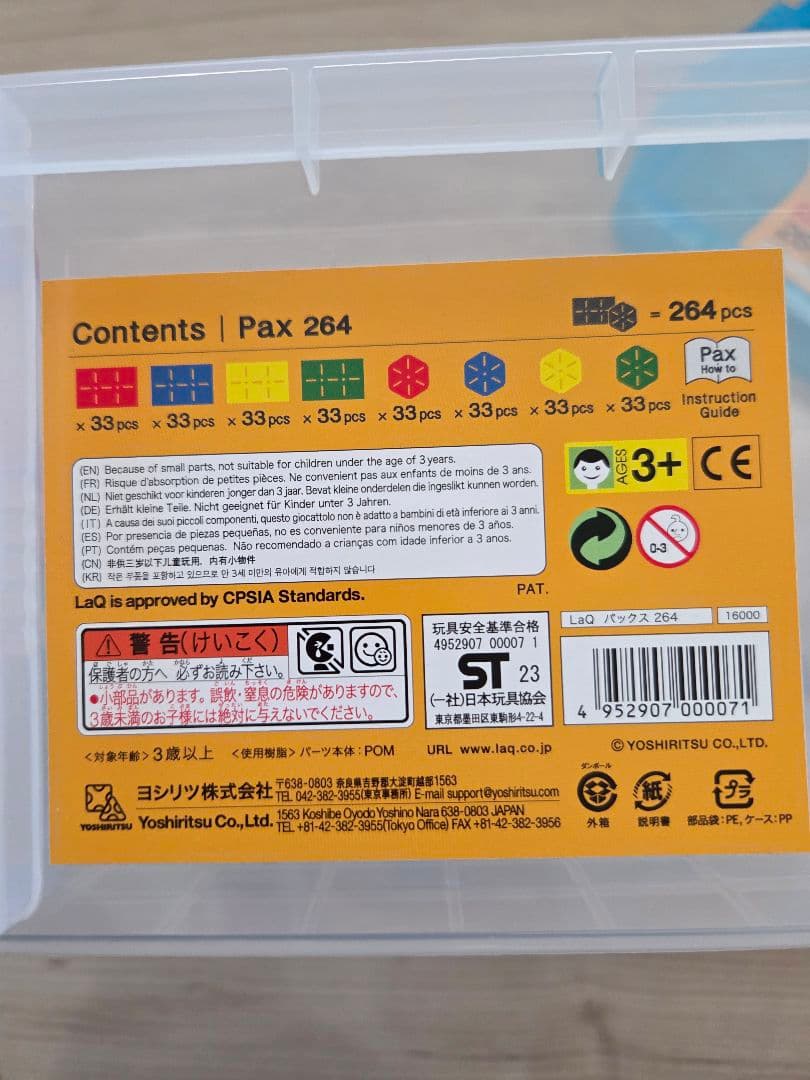 Contents | Pax 264
= 264 pcs
× 33 pcs × 33 pcs × 33 pcs × 33 pcs × 33 pcs × 33 pcs × 33 pcs × 33 pcs
Pax
How to
Instruction
Guide
(EN) Because of small parts, not suitable for children under the age of 3 years.
(FR) Risque d'absorption de petites pièces. Ne convenient pas aux enfants de moins de 3 ans.
(NL) Niet geschikt voor kinderen jonger dan 3 jaar. Bevat kleine onderdelen die ingeslikt kunnen worden.
(DE) Erhält kleine Teile. Nicht geeignet für Kinder unter 3 Jahren.
(IT) A causa dei suoi piccoli componenti, questo giocattolo non è adatto a bambini di età inferiore ai 3 anni.
(ES) Por presencia de piezas pequeñas, no es conveniente para niños menores de 3 años.
(PT) Contém peças pequenas. Não recomendado a crianças com idade inferior a 3 anos.
(CN) 非供三岁以下儿童玩用. 内有小物件
(KR) 작은 부품을 포함하고 있으므로 만 3세 미만의 유아에게 적합하지 않습니다
AGES 3+
CE
0-3
LaQ is approved by CPSIA Standards.
PAT.
警告(けいこく)
保護者の方へ 必ずお読み下さい。
●小部品があります。誤飲・窒息の危険がありますので、
3歳未満のお子様には絶対に与えないでください。
玩具安全基準合格
4952907 00007 1
ST 23
(一社)日本玩具協会
東京都墨田区東駒形4-22-4
LaQ パックス 264
16000
4 952907 000071
<対象年齢>3歳以上 <使用樹脂>パーツ本体:POM
URL www.laq.co.jp
© YOSHIRITSU CO.,LTD.
YOSHIRITSU
ヨシリツ株式会社
〒638-0803 奈良県吉野郡大淀町越部1563
TEL 042-382-3955(東京事務所) E-mail support@yoshiritsu.com
Yoshiritsu Co.,Ltd.
1563 Koshibe Oyodo Yoshino Nara 638-0803 JAPAN
TEL +81-42-382-3955(Tokyo Office) FAX +81-42-382-3956
ダンボール
外箱
紙
説明書
プラ
部品袋:PE, ケース:PP